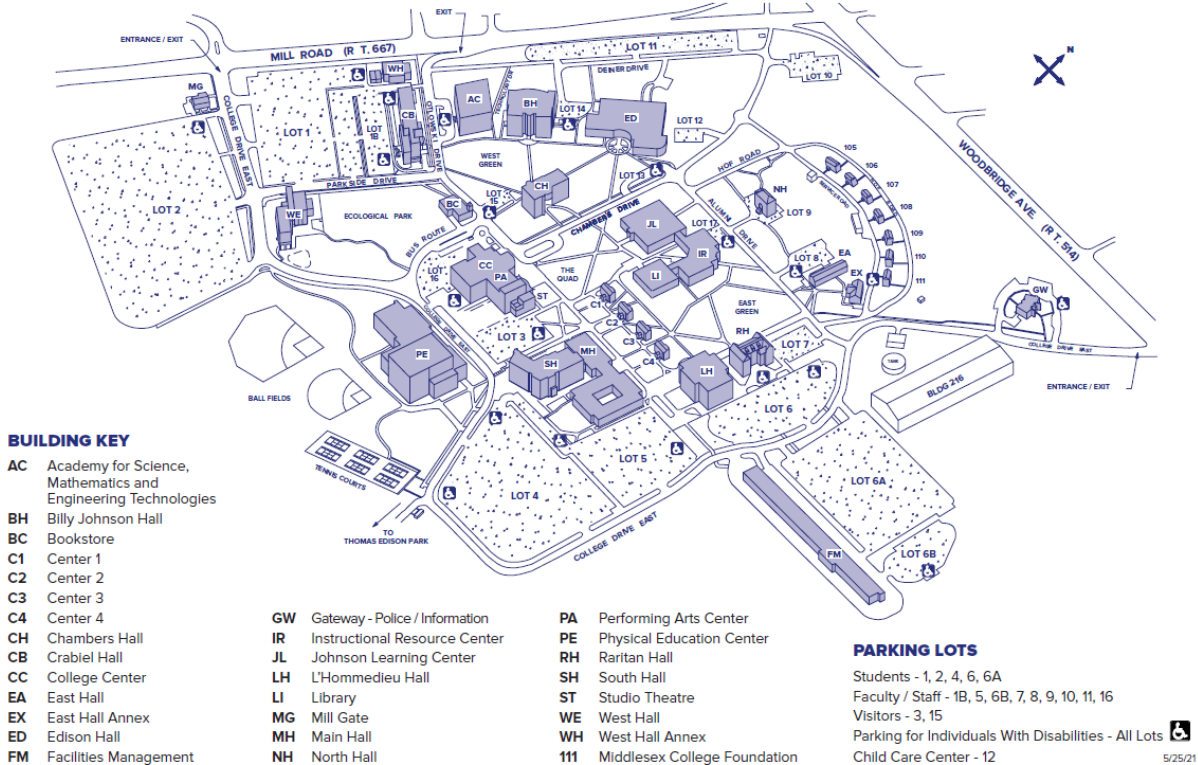 EXIT
ENTRANCE / EXIT
MILL ROAD (R T. 667)
LOT 11
N
DEINER DRIVE
LOT 10
WH
MG
AC
BH
LOT 14
ED
LOT 12
CB
LOT 1
LOT 1B
COLLEGE DRIVE EAST
WOODBRIDGE AVE. (R T. 514)
WEST GREEN
LOT 13
HOF ROAD
105
106
107
108
109
110
111
PARKSIDE DRIVE
CH
NH
LOT 2
WE
ECOLOGICAL PARK
BC
LOT 15
CHAMBERS DRIVE
JL
LOT 17
ALUMNI DRIVE
LOT 9
BUS ROUTE
IR
LOT 8
EA
EX
LOT 16
CC
PA
THE QUAD
LI
ST
C1
C2
C3
C4
EAST GREEN
GW
LOT 3
RH
LOT 7
COLLEGE DRIVE EAST
PE
SH
MH
LH
TANK
BLDG 216
ENTRANCE / EXIT
BALL FIELDS
LOT 6
P
TENNIS COURTS
LOT 5
LOT 4
LOT 6A
TO
THOMAS EDISON PARK
COLLEGE DRIVE EAST
FM
LOT 6B
BUILDING KEY
AC Academy for Science,
Mathematics and
Engineering Technologies
BH Billy Johnson Hall
BC Bookstore
C1 Center 1
C2 Center 2
C3 Center 3
C4 Center 4
CH Chambers Hall
CB Crabiel Hall
CC College Center
EA East Hall
EX East Hall Annex
ED Edison Hall
FM Facilities Management
GW Gateway - Police / Information
IR Instructional Resource Center
JL Johnson Learning Center
LH L'Hommedieu Hall
LI Library
MG Mill Gate
MH Main Hall
NH North Hall
PA Performing Arts Center
PE Physical Education Center
RH Raritan Hall
SH South Hall
ST Studio Theatre
WE West Hall
WH West Hall Annex
111 Middlesex College Foundation
PARKING LOTS
Students - 1, 2, 4, 6, 6A
Faculty / Staff - 1B, 5, 6B, 7, 8, 9, 10, 11, 16
Visitors - 3, 15
Parking for Individuals With Disabilities - All Lots
Child Care Center - 12
5/25/21